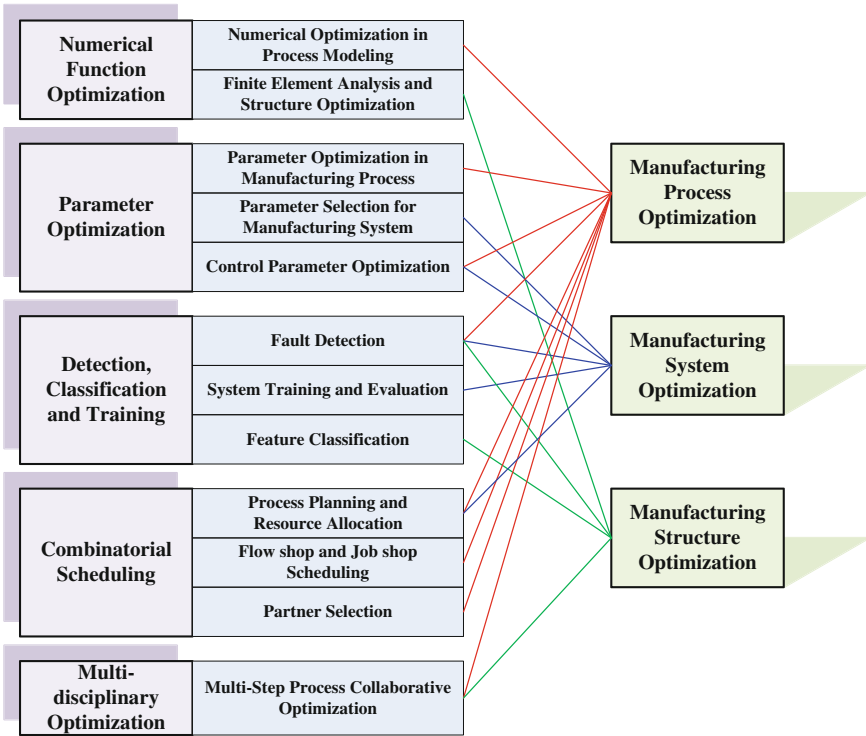 Numerical
Function
Optimization
Numerical Optimization in
Process Modeling
Finite Element Analysis and
Structure Optimization
Parameter
Optimization
Parameter Optimization in
Manufacturing Process
Parameter Selection for
Manufacturing System
Control Parameter Optimization
Detection,
Classification
and Training
Fault Detection
System Training and Evaluation
Feature Classification
Combinatorial
Scheduling
Process Planning and
Resource Allocation
Flow shop and Job shop
Scheduling
Partner Selection
Multi-
disciplinary
Optimization
Multi-Step Process Collaborative
Optimization
Manufacturing
Process
Optimization
Manufacturing
System
Optimization
Manufacturing
Structure
Optimization